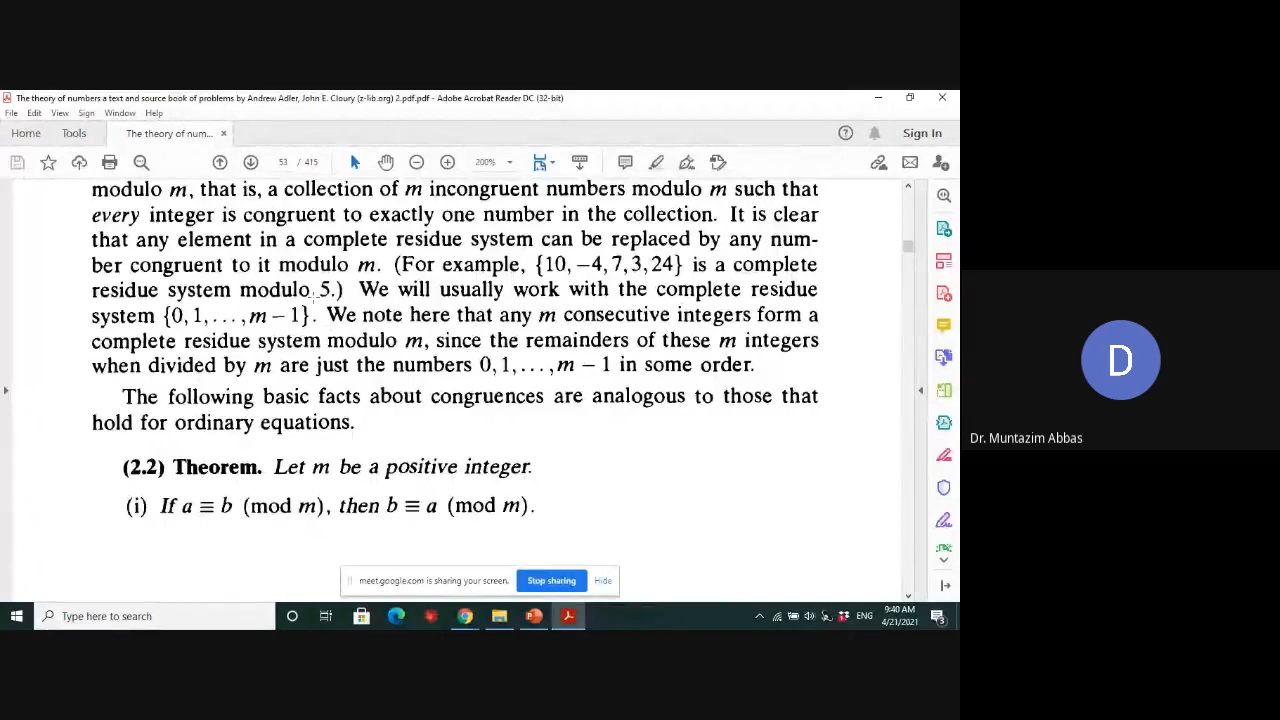 The theory of numbers a text and source book of problems by Andrew Adler, John E. Cloury (z-lib.org) 2.pdf.pdf - Adobe Acrobat Reader DC (32-bit)
File Edit View Sign Window Help
Home Tools The theory of num... × Sign In
53 / 415 200%
modulo m, that is, a collection of m incongruent numbers modulo m such that
every integer is congruent to exactly one number in the collection. It is clear
that any element in a complete residue system can be replaced by any num-
ber congruent to it modulo m. (For example, {10, −4, 7, 3, 24} is a complete
residue system modulo 5.) We will usually work with the complete residue
system {0, 1, . . . , m − 1}. We note here that any m consecutive integers form a
complete residue system modulo m, since the remainders of these m integers
when divided by m are just the numbers 0, 1, . . . , m − 1 in some order.
The following basic facts about congruences are analogous to those that
hold for ordinary equations.
(2.2) Theorem. Let m be a positive integer.
(i) If a ≡ b (mod m), then b ≡ a (mod m).
meet.google.com is sharing your screen. Stop sharing Hide
D
Dr. Muntazim Abbas
Type here to search
ENG
9:40 AM
4/21/2021
3